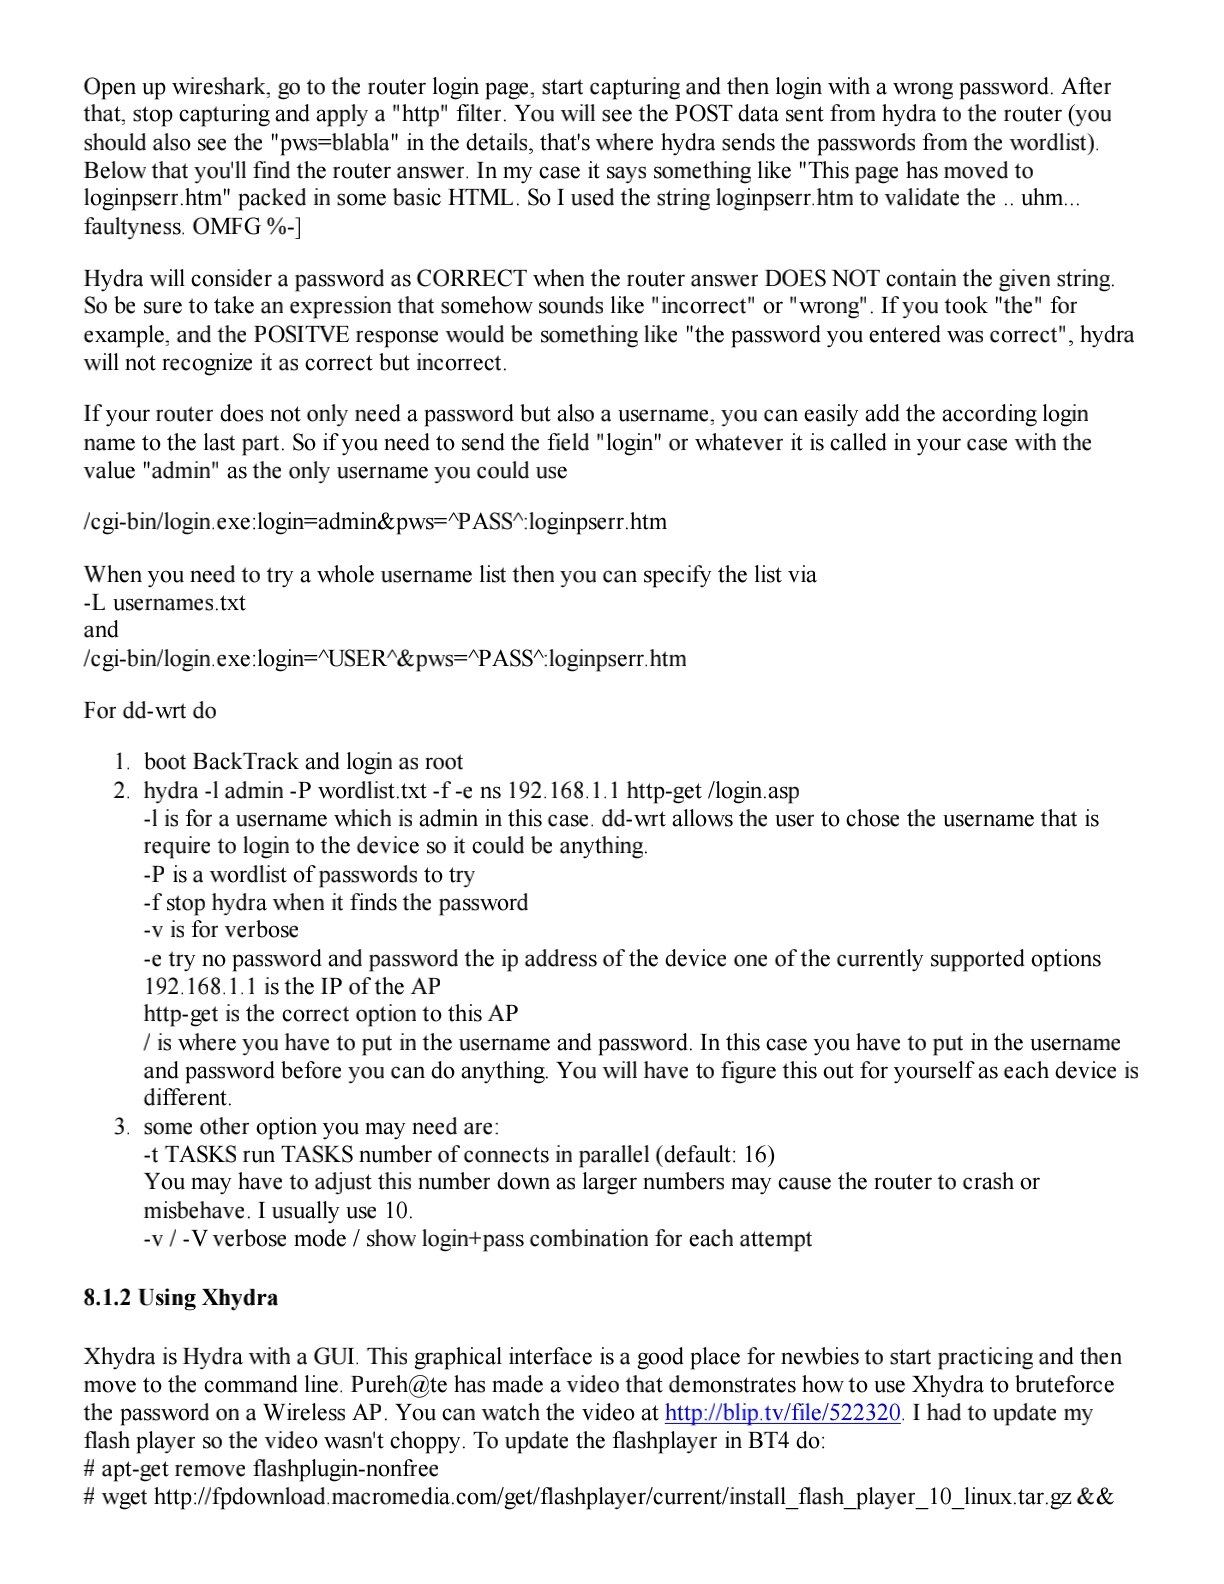 Open up wireshark, go to the router login page, start capturing and then login with a wrong password. After
that, stop capturing and apply a "http" filter. You will see the POST data sent from hydra to the router (you
should also see the "pws=blabla" in the details, that's where hydra sends the passwords from the wordlist).
Below that you'll find the router answer. In my case it says something like "This page has moved to
loginpserr.htm" packed in some basic HTML. So I used the string loginpserr.htm to validate the .. uhm...
faultyness. OMFG %-]
Hydra will consider a password as CORRECT when the router answer DOES NOT contain the given string.
So be sure to take an expression that somehow sounds like "incorrect" or "wrong". If you took "the" for
example, and the POSITVE response would be something like "the password you entered was correct", hydra
will not recognize it as correct but incorrect.
If your router does not only need a password but also a username, you can easily add the according login
name to the last part. So if you need to send the field "login" or whatever it is called in your case with the
value "admin" as the only username you could use
/cgi-bin/login.exe:login=admin&pws=^PASS^:loginpserr.htm
When you need to try a whole username list then you can specify the list via
-L usernames.txt
and
/cgi-bin/login.exe:login=^USER^&pws=^PASS^:loginpserr.htm
For dd-wrt do
1. boot BackTrack and login as root
2. hydra -l admin -P wordlist.txt -f -e ns 192.168.1.1 http-get /login.asp
-l is for a username which is admin in this case. dd-wrt allows the user to chose the username that is
require to login to the device so it could be anything.
-P is a wordlist of passwords to try
-f stop hydra when it finds the password
-v is for verbose
-e try no password and password the ip address of the device one of the currently supported options
192.168.1.1 is the IP of the AP
http-get is the correct option to this AP
/ is where you have to put in the username and password. In this case you have to put in the username
and password before you can do anything. You will have to figure this out for yourself as each device is
different.
3. some other option you may need are:
-t TASKS run TASKS number of connects in parallel (default: 16)
You may have to adjust this number down as larger numbers may cause the router to crash or
misbehave. I usually use 10.
-v / -V verbose mode / show login+pass combination for each attempt
8.1.2 Using Xhydra
Xhydra is Hydra with a GUI. This graphical interface is a good place for newbies to start practicing and then
move to the command line. Pureh@te has made a video that demonstrates how to use Xhydra to bruteforce
the password on a Wireless AP. You can watch the video at http://blip.tv/file/522320. I had to update my
flash player so the video wasn't choppy. To update the flashplayer in BT4 do:
# apt-get remove flashplugin-nonfree
# wget http://fpdownload.macromedia.com/get/flashplayer/current/install_flash_player_10_linux.tar.gz &&